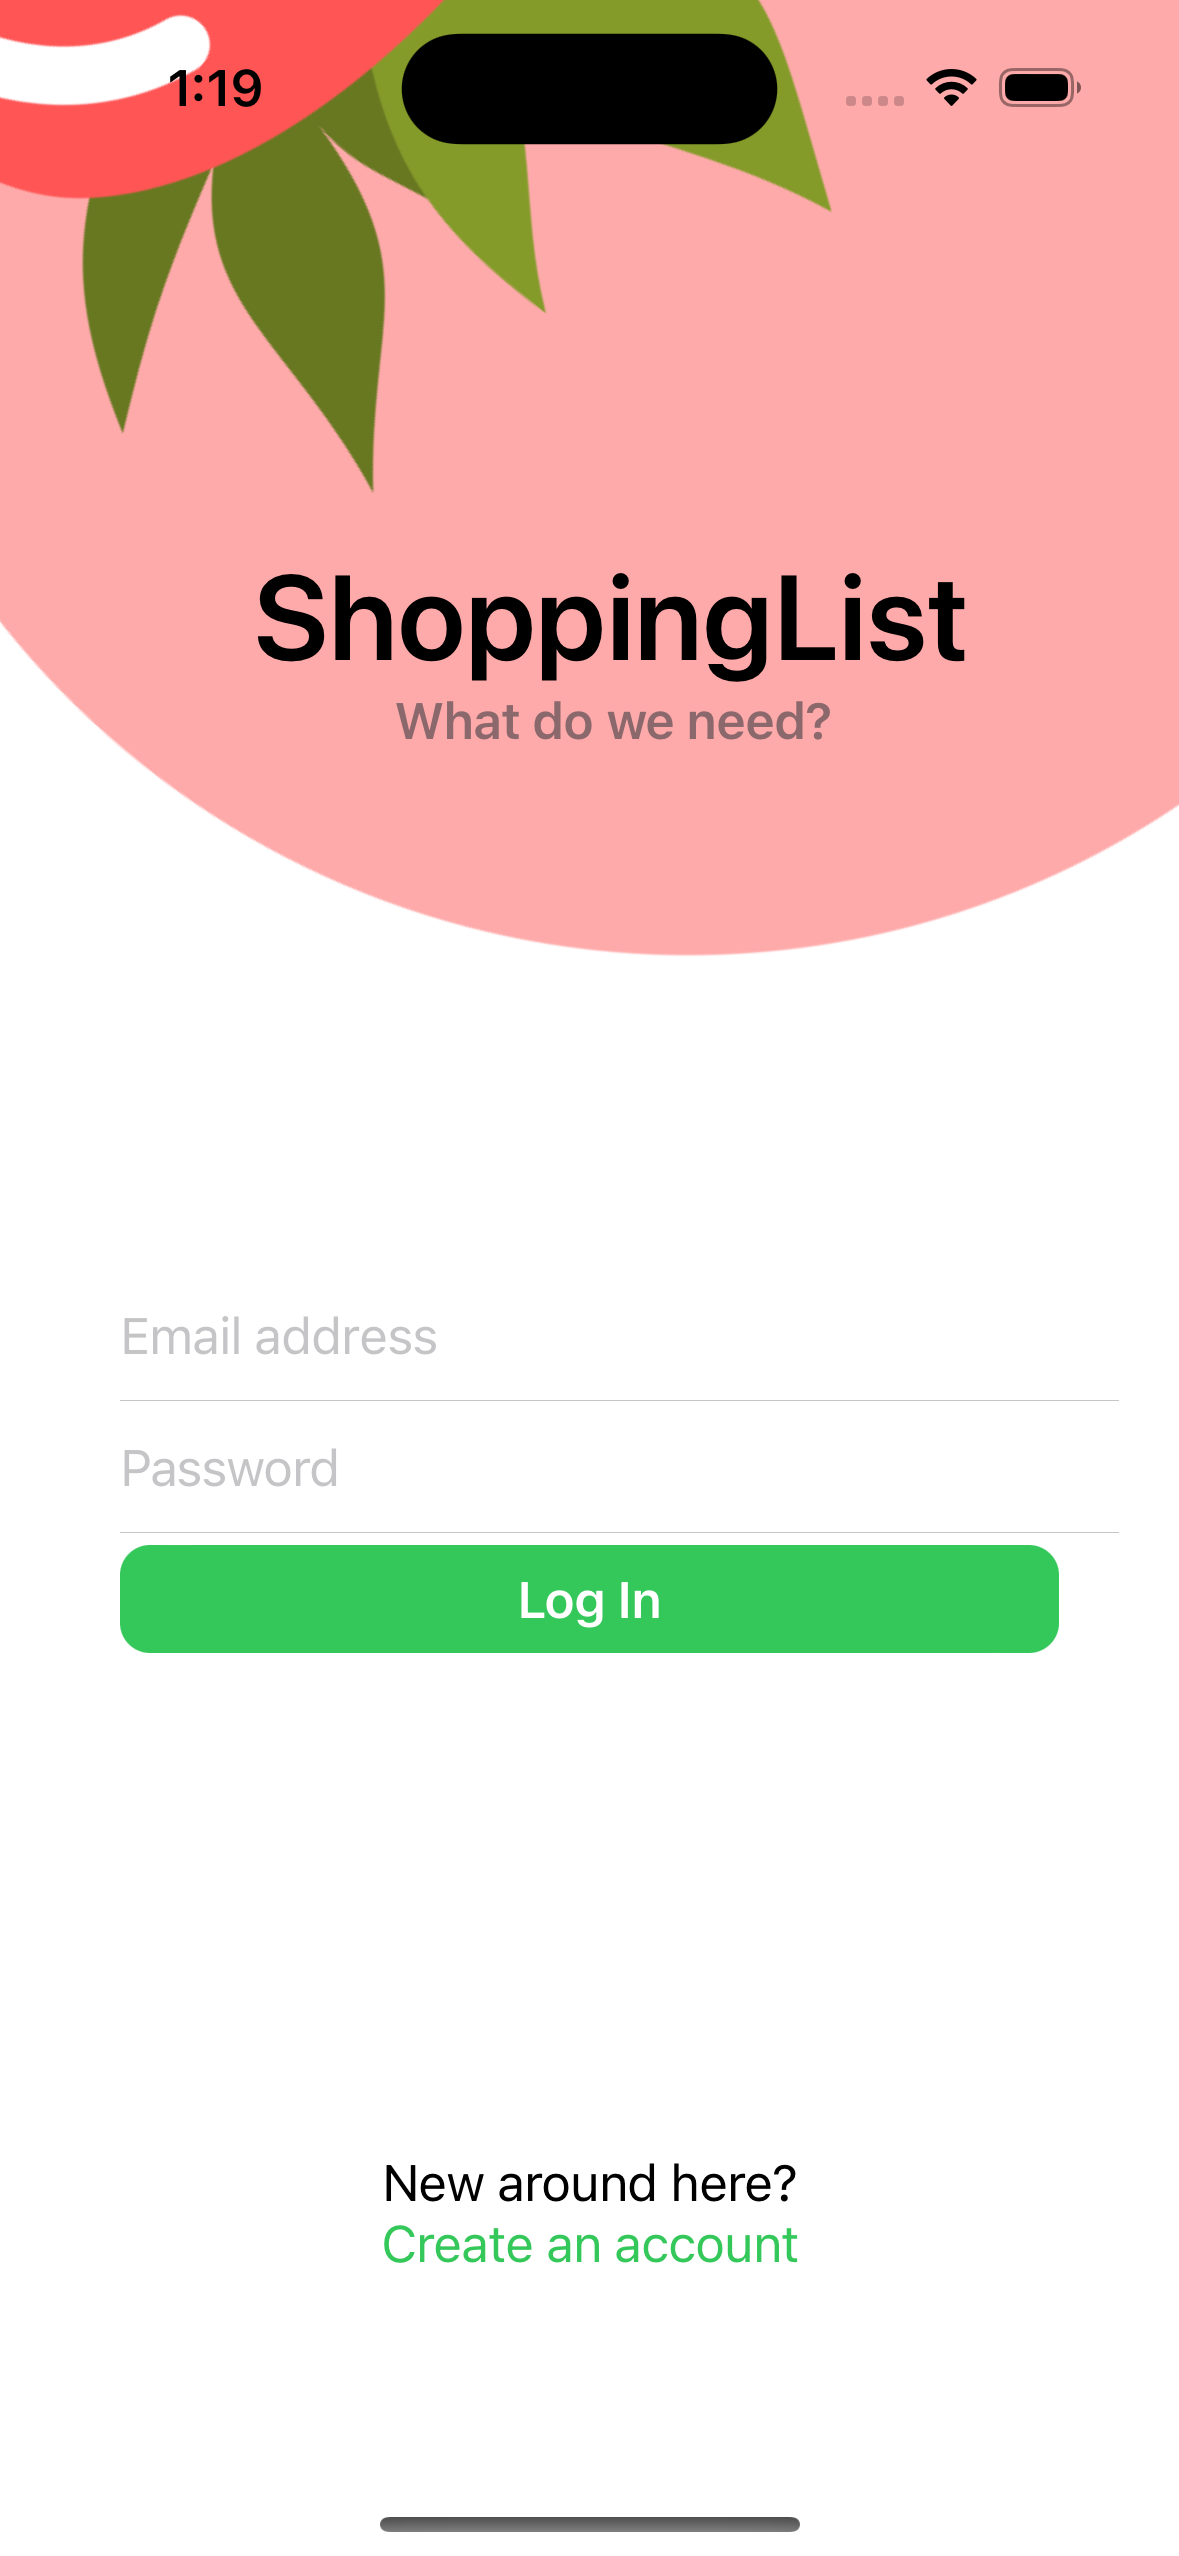 1:19
ShoppingList
What do we need?
Email address
Password
Log In
New around here?
Create an account